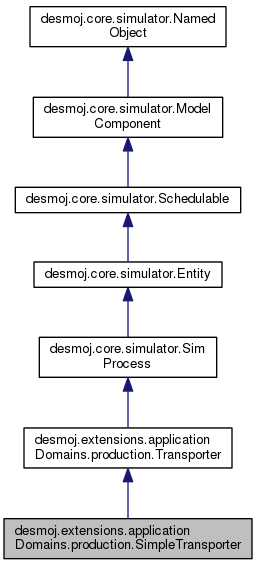 desmoj.core.simulator.Named
Object
desmoj.core.simulator.Model
Component
desmoj.core.simulator.Schedulable
desmoj.core.simulator.Entity
desmoj.core.simulator.Sim
Process
desmoj.extensions.application
Domains.production.Transporter
desmoj.extensions.application
Domains.production.SimpleTransporter